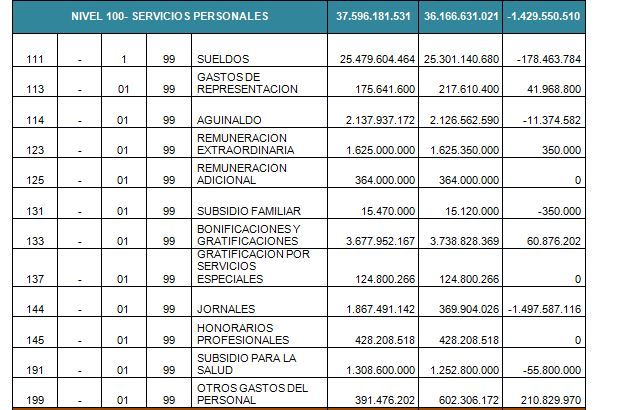 NIVEL 100- SERVICIOS PERSONALES 37.596.181.531 36.166.631.021 -1.429.550.510
111 - 1 99 SUELDOS 25.479.604.464 25.301.140.680 -178.463.784
GASTOS DE
113 - 01 99 REPRESENTACION 175.641.600 217.610.400 41.968.800
114 - 01 99 AGUINALDO 2.137.937.172 2.126.562.590 -11.374.582
REMUNERACION
123 - 01 99 EXTRAORDINARIA 1.625.000.000 1.625.350.000 350.000
REMUNERACION
125 - 01 99 ADICIONAL 364.000.000 364.000.000 0
131 - 01 99 SUBSIDIO FAMILIAR 15.470.000 15.120.000 -350.000
BONIFICACIONES Y
133 - 01 99 GRATIFICACIONES 3.677.952.167 3.738.828.369 60.876.202
GRATIFICACION POR
SERVICIOS
137 - 01 99 ESPECIALES 124.800.266 124.800.266 0
144 - 01 99 JORNALES 1.867.491.142 369.904.026 -1.497.587.116
HONORARIOS
145 - 01 99 PROFESIONALES 428.208.518 428.208.518 0
SUBSIDIO PARA LA
191 - 01 99 SALUD 1.308.600.000 1.252.800.000 -55.800.000
OTROS GASTOS DEL
199 - 01 99 PERSONAL 391.476.202 602.306.172 210.829.970